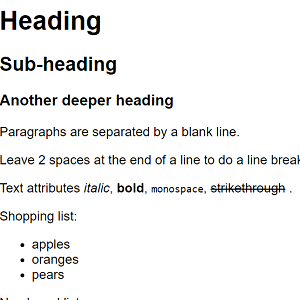 Heading
Sub-heading
Another deeper heading
Paragraphs are separated by a blank line.
Leave 2 spaces at the end of a line to do a line break
Text attributes italic, bold, monospace, strikethrough .
Shopping list:
• apples
• oranges
• pears